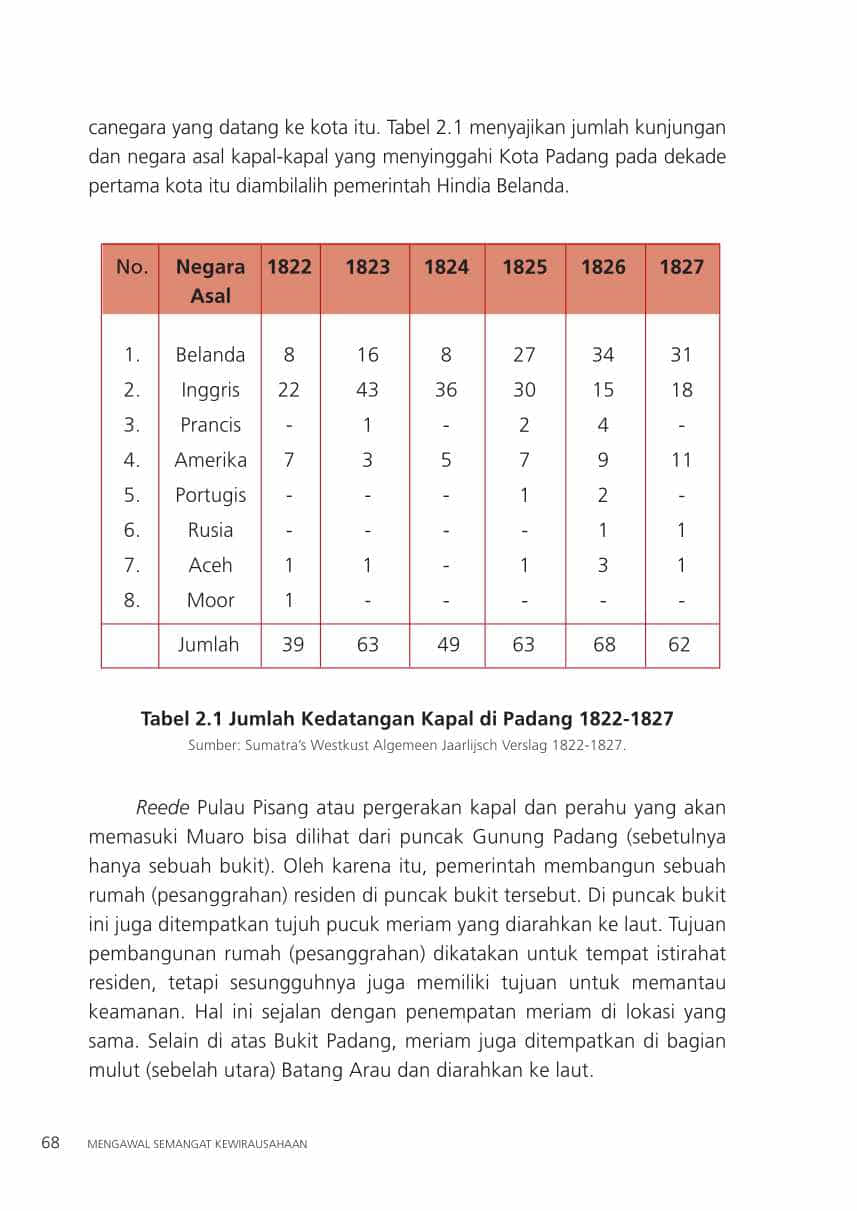 canegara yang datang ke kota itu. Tabel 2.1 menyajikan jumlah kunjungan
dan negara asal kapal-kapal yang menyinggahi Kota Padang pada dekade
pertama kota itu diambilalih pemerintah Hindia Belanda.
No. Negara 1822 1823 1824 1825 1826 1827
Asal
1. Belanda 8 16 8 27 34 31
2. Inggris 22 43 36 30 15 18
3. Prancis - 1 - 2 4 -
4. Amerika 7 3 5 7 9 11
5. Portugis - - - 1 2 -
6. Rusia - - - - 1 1
7. Aceh 1 1 - 1 3 1
8. Moor 1 - - - - -
Jumlah 39 63 49 63 68 62
Tabel 2.1 Jumlah Kedatangan Kapal di Padang 1822-1827
Sumber: Sumatra’s Westkust Algemeen Jaarlijsch Verslag 1822-1827.
Reede Pulau Pisang atau pergerakan kapal dan perahu yang akan
memasuki Muaro bisa dilihat dari puncak Gunung Padang (sebetulnya
hanya sebuah bukit). Oleh karena itu, pemerintah membangun sebuah
rumah (pesanggrahan) residen di puncak bukit tersebut. Di puncak bukit
ini juga ditempatkan tujuh pucuk meriam yang diarahkan ke laut. Tujuan
pembangunan rumah (pesanggrahan) dikatakan untuk tempat istirahat
residen, tetapi sesungguhnya juga memiliki tujuan untuk memantau
keamanan. Hal ini sejalan dengan penempatan meriam di lokasi yang
sama. Selain di atas Bukit Padang, meriam juga ditempatkan di bagian
mulut (sebelah utara) Batang Arau dan diarahkan ke laut.
68 MENGAWAL SEMANGAT KEWIRAUSAHAAN